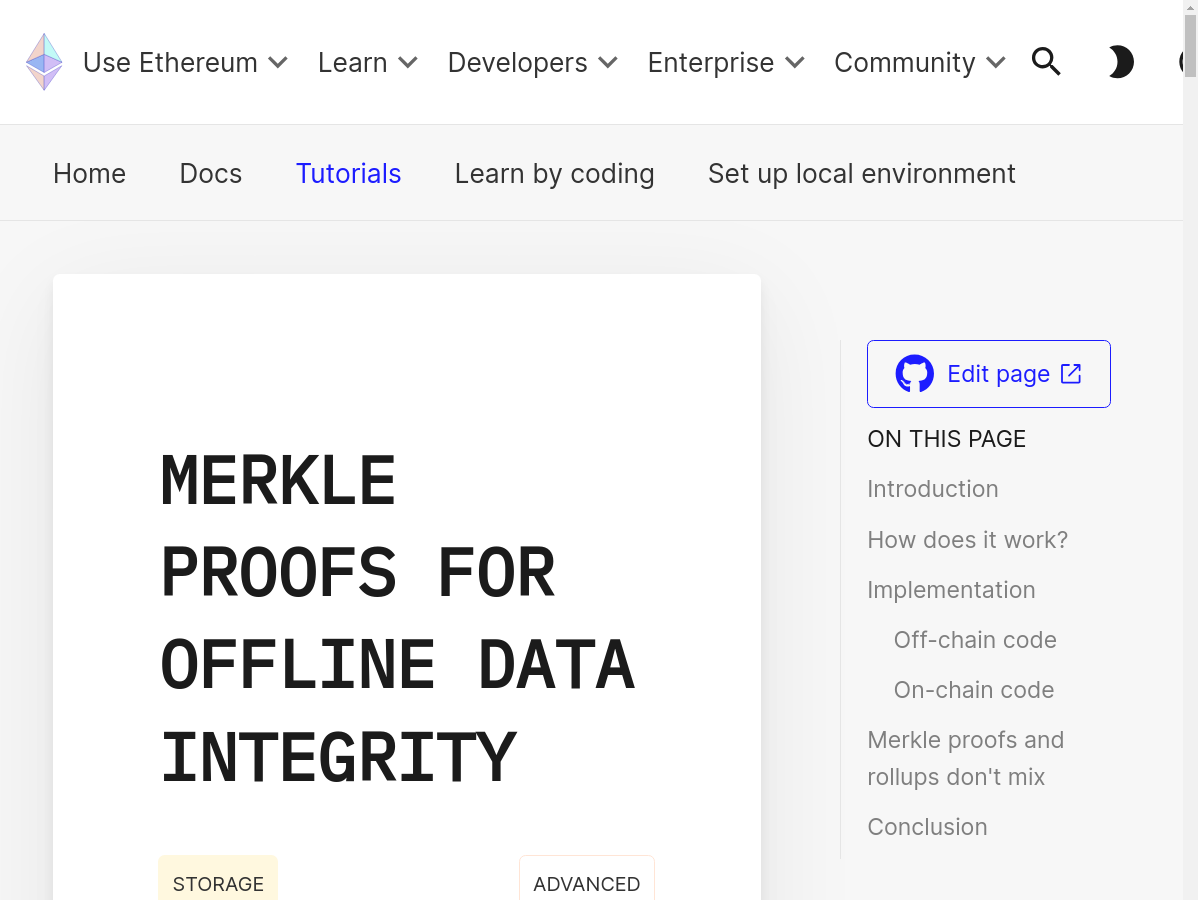 Use Ethereum Learn Developers Enterprise Community
Home Docs Tutorials Learn by coding Set up local environment
MERKLE
PROOFS FOR
OFFLINE DATA
INTEGRITY
STORAGE ADVANCED
Edit page
ON THIS PAGE
Introduction
How does it work?
Implementation
Off-chain code
On-chain code
Merkle proofs and
rollups don't mix
Conclusion